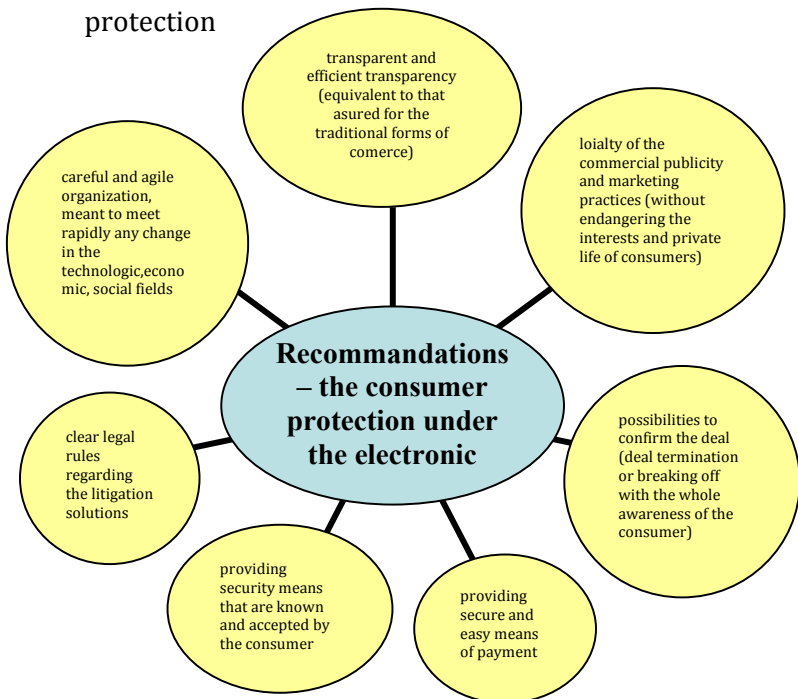 protection
transparent and
efficient transparency
(equivalent to that
asured for the
traditional forms of
comerce)
loialty of the
commercial publicity
and marketing
practices (without
endangering the
interests and private
life of consumers)
careful and agile
organization,
meant to meet
rapidly any change
in the
technologic,econo
mic, social fields
Recommandations
– the consumer
protection under
the electronic
possibilities to
confirm the deal
(deal termination
or breaking off
with the whole
awareness of the
consumer)
clear legal
rules
regarding
the litigation
solutions
providing
security means
that are known
and accepted by
the consumer
providing
secure and
easy means
of payment